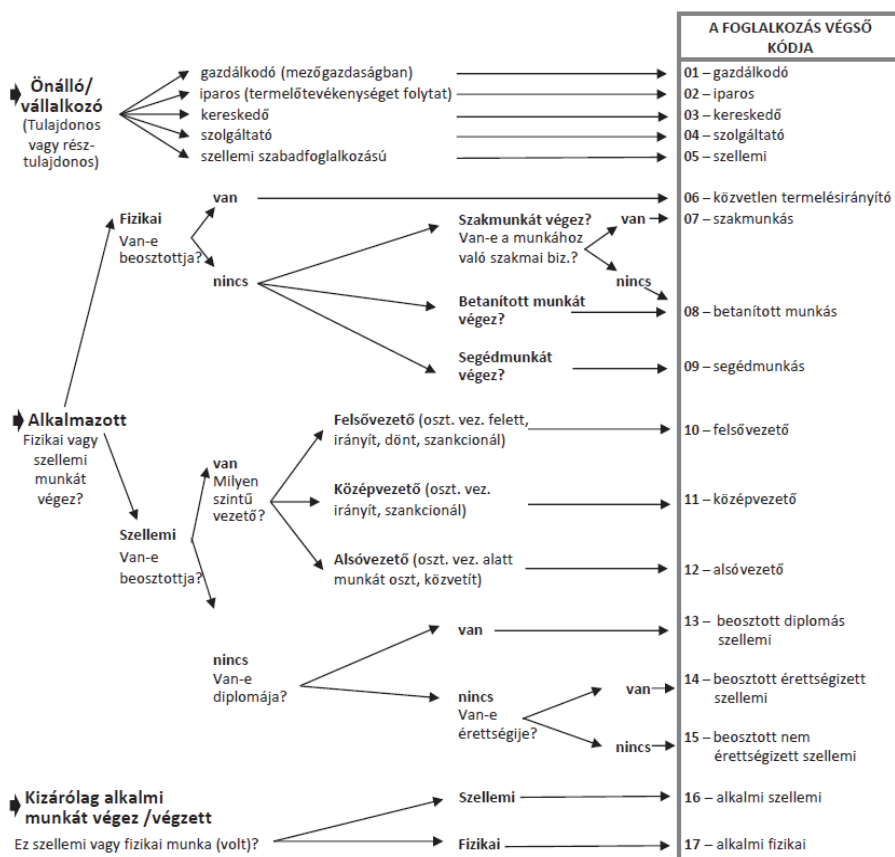 A FOGLALKOZÁS VÉGSŐ
KÓDJA
Önálló/
vállalkozó
(Tulajdonos
vagy rész-
tulajdonos)
gazdálkodó (mezőgazdaságban)
01 – gazdálkodó
iparos (termelőtevékenységet folytat)
02 – iparos
kereskedő
03 – kereskedő
szolgáltató
04 – szolgáltató
szellemi szabadfoglalkozású
05 – szellemi
Alkalmazott
Fizikai vagy
szellemi
munkát
végez?
Fizikai
Van-e
beosztottja?
van
06 – közvetlen termelésirányító
nincs
Szakmunkát végez?
Van-e a munkához
való szakmai biz.?
van
07 – szakmunkás
nincs
Betanított munkát
végez?
08 – betanított munkás
Segédmunkát
végez?
09 – segédmunkás
Szellemi
Van-e
beosztottja?
van
Milyen
szintű
vezető?
Felsővezető (oszt. vez. felett,
irányít, dönt, szankcionál)
10 – felsővezető
Középvezető (oszt. vez.
irányít, szankcionál)
11 – középvezető
Alsóvezető (oszt. vez. alatt
munkát oszt, közvetít)
12 – alsóvezető
nincs
Van-e
diplomája?
van
13 – beosztott diplomás
szellemi
nincs
Van-e
érettségije?
van
14 – beosztott érettségizett
szellemi
nincs
15 – beosztott nem
érettségizett szellemi
Kizárólag alkalmi
munkát végez /végzett
Ez szellemi vagy fizikai munka (volt)?
Szellemi
16 – alkalmi szellemi
Fizikai
17 – alkalmi fizikai